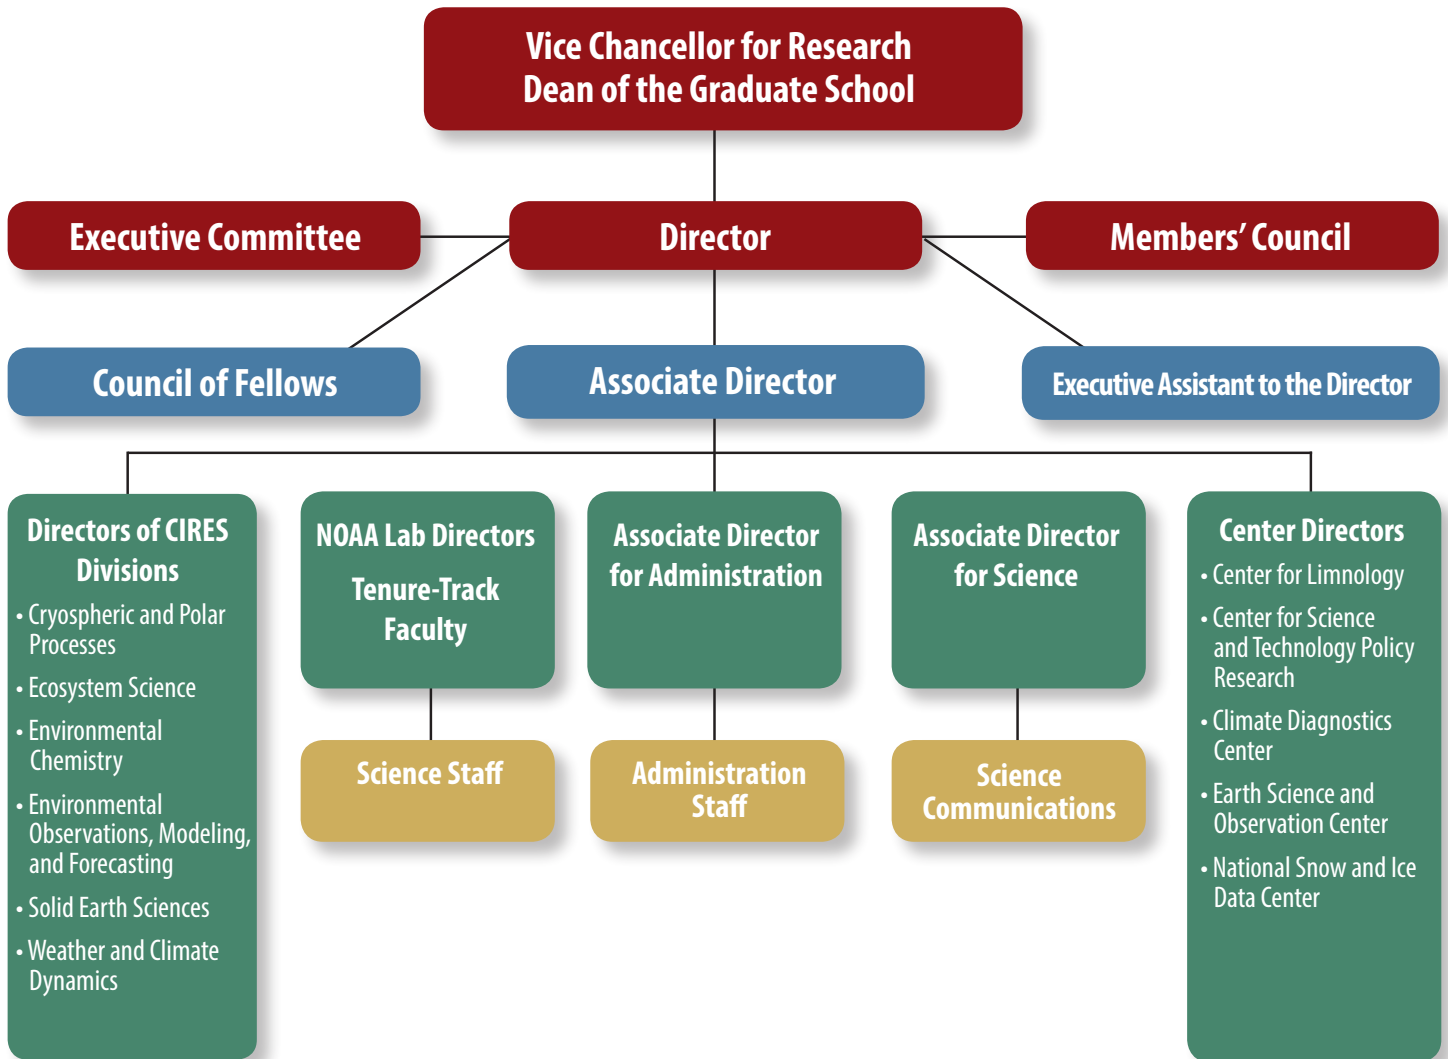 Vice Chancellor for Research
Dean of the Graduate School
Executive Committee
Director
Members' Council
Council of Fellows
Associate Director
Executive Assistant to the Director
Directors of CIRES
Divisions
• Cryospheric and Polar
Processes
• Ecosystem Science
• Environmental
Chemistry
• Environmental
Observations, Modeling,
and Forecasting
• Solid Earth Sciences
• Weather and Climate
Dynamics
NOAA Lab Directors
Tenure-Track
Faculty
Science Staff
Associate Director
for Administration
Administration
Staff
Associate Director
for Science
Science
Communications
Center Directors
• Center for Limnology
• Center for Science
and Technology Policy
Research
• Climate Diagnostics
Center
• Earth Science and
Observation Center
• National Snow and Ice
Data Center